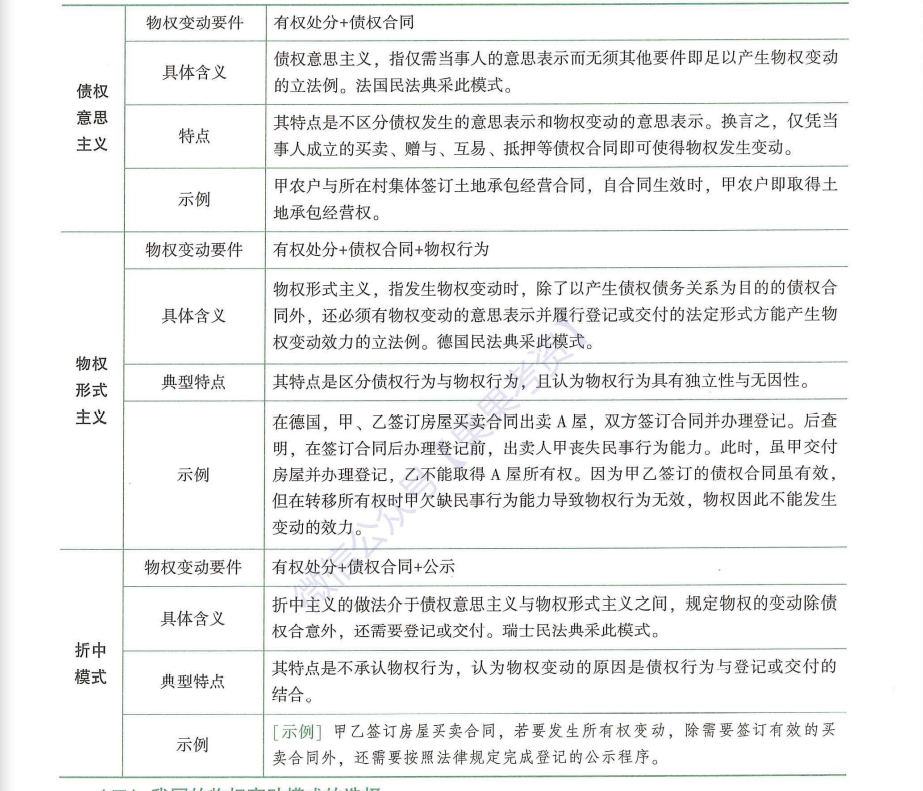 债权
意思
主义
物权变动要件
有权处分+债权合同
具体含义
债权意思主义，指仅需当事人的意思表示而无须其他要件即足以产生物权变动
的立法例。法国民法典采此模式。
特点
其特点是不区分债权发生的意思表示和物权变动的意思表示。换言之，仅凭当
事人成立的买卖、赠与、互易、抵押等债权合同即可使得物权发生变动。
示例
甲农户与所在村集体签订土地承包经营合同，自合同生效时，甲农户即取得土
地承包经营权。
物权
形式
主义
物权变动要件
有权处分+债权合同+物权行为
具体含义
物权形式主义，指发生物权变动时，除了以产生债权债务关系为目的的债权合
同外，还必须有物权变动的意思表示并履行登记或交付的法定形式方能产生物
权变动效力的立法例。德国民法典采此模式。
典型特点
其特点是区分债权行为与物权行为，且认为物权行为具有独立性与无因性。
示例
在德国，甲、乙签订房屋买卖合同出卖 A 屋，双方签订合同并办理登记。后查
明，在签订合同后办理登记前，出卖人甲丧失民事行为能力。此时，虽甲交付
房屋并办理登记，乙不能取得 A 屋所有权。因为甲乙签订的债权合同虽有效，
但在转移所有权时甲欠缺民事行为能力导致物权行为无效，物权因此不能发生
变动的效力。
折中
模式
物权变动要件
有权处分+债权合同+公示
具体含义
折中主义的做法介于债权意思主义与物权形式主义之间，规定物权的变动除债
权合意外，还需要登记或交付。瑞士民法典采此模式。
典型特点
其特点是不承认物权行为，认为物权变动的原因是债权行为与登记或交付的
结合。
示例
[示例] 甲乙签订房屋买卖合同，若要发生所有权变动，除需要签订有效的买
卖合同外，还需要按照法律规定完成登记的公示程序。
微信公众号【果果考资】